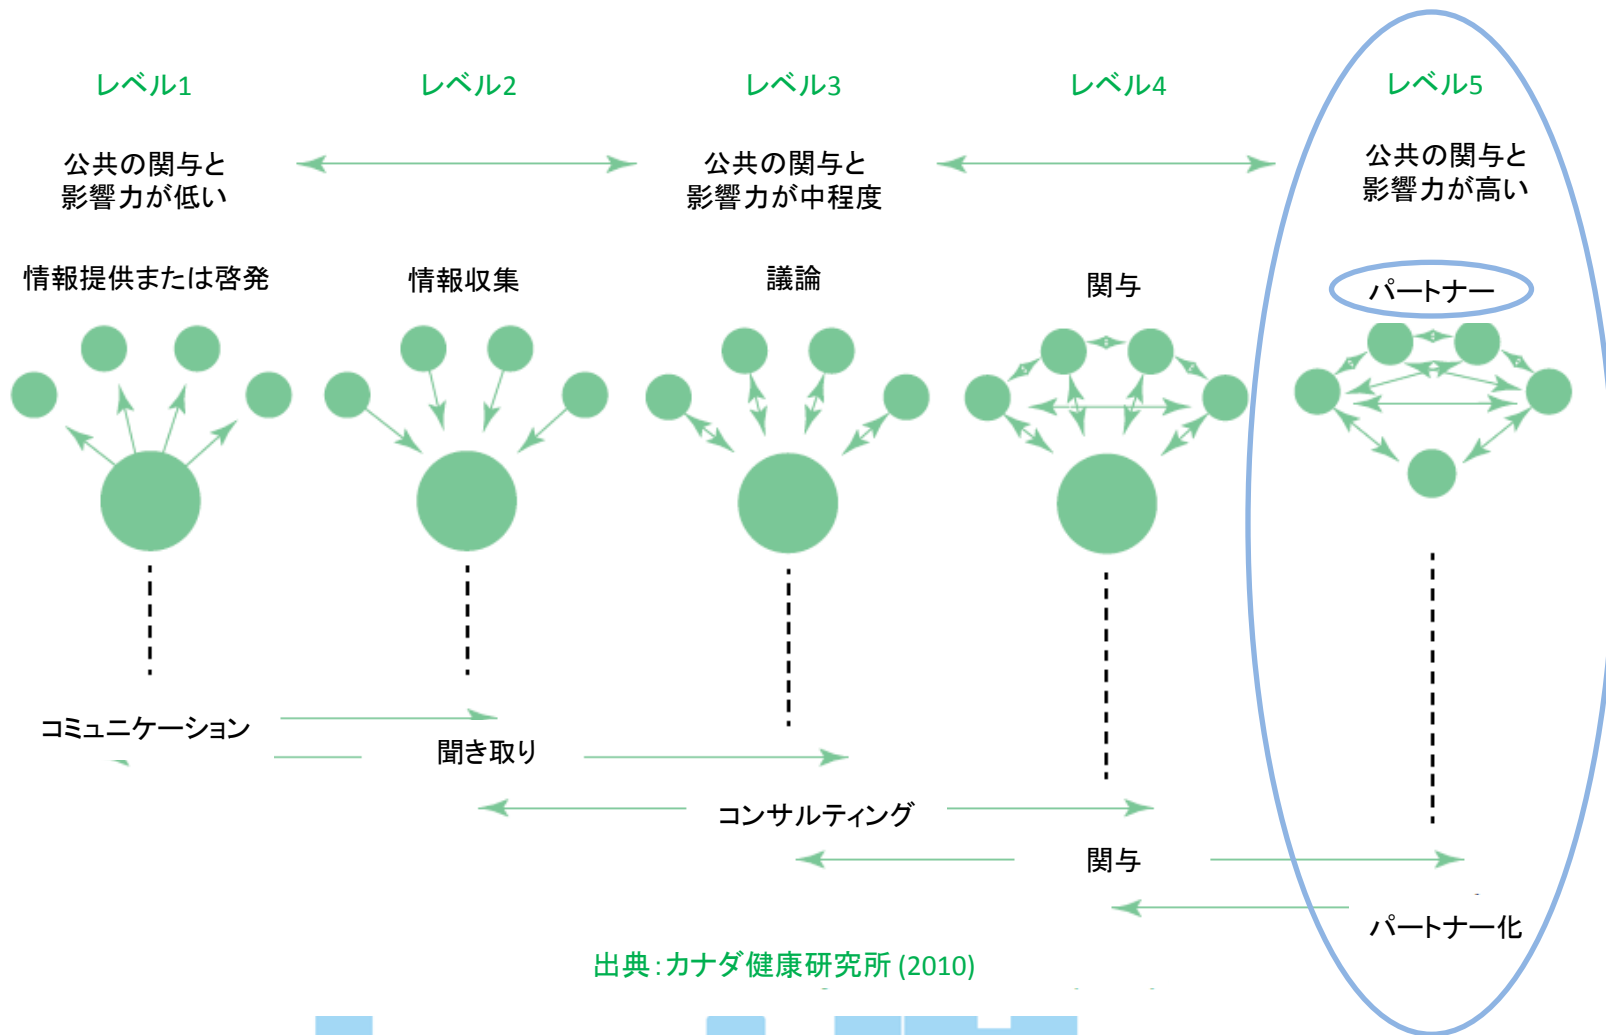 レベル1
レベル2
レベル3
レベル4
レベル5
公共の関与と
影響力が低い
公共の関与と
影響力が中程度
公共の関与と
影響力が高い
情報提供または啓発
情報収集
議論
関与
パートナー
コミュニケーション
聞き取り
コンサルティング
関与
パートナー化
出典：カナダ健康研究所 (2010)